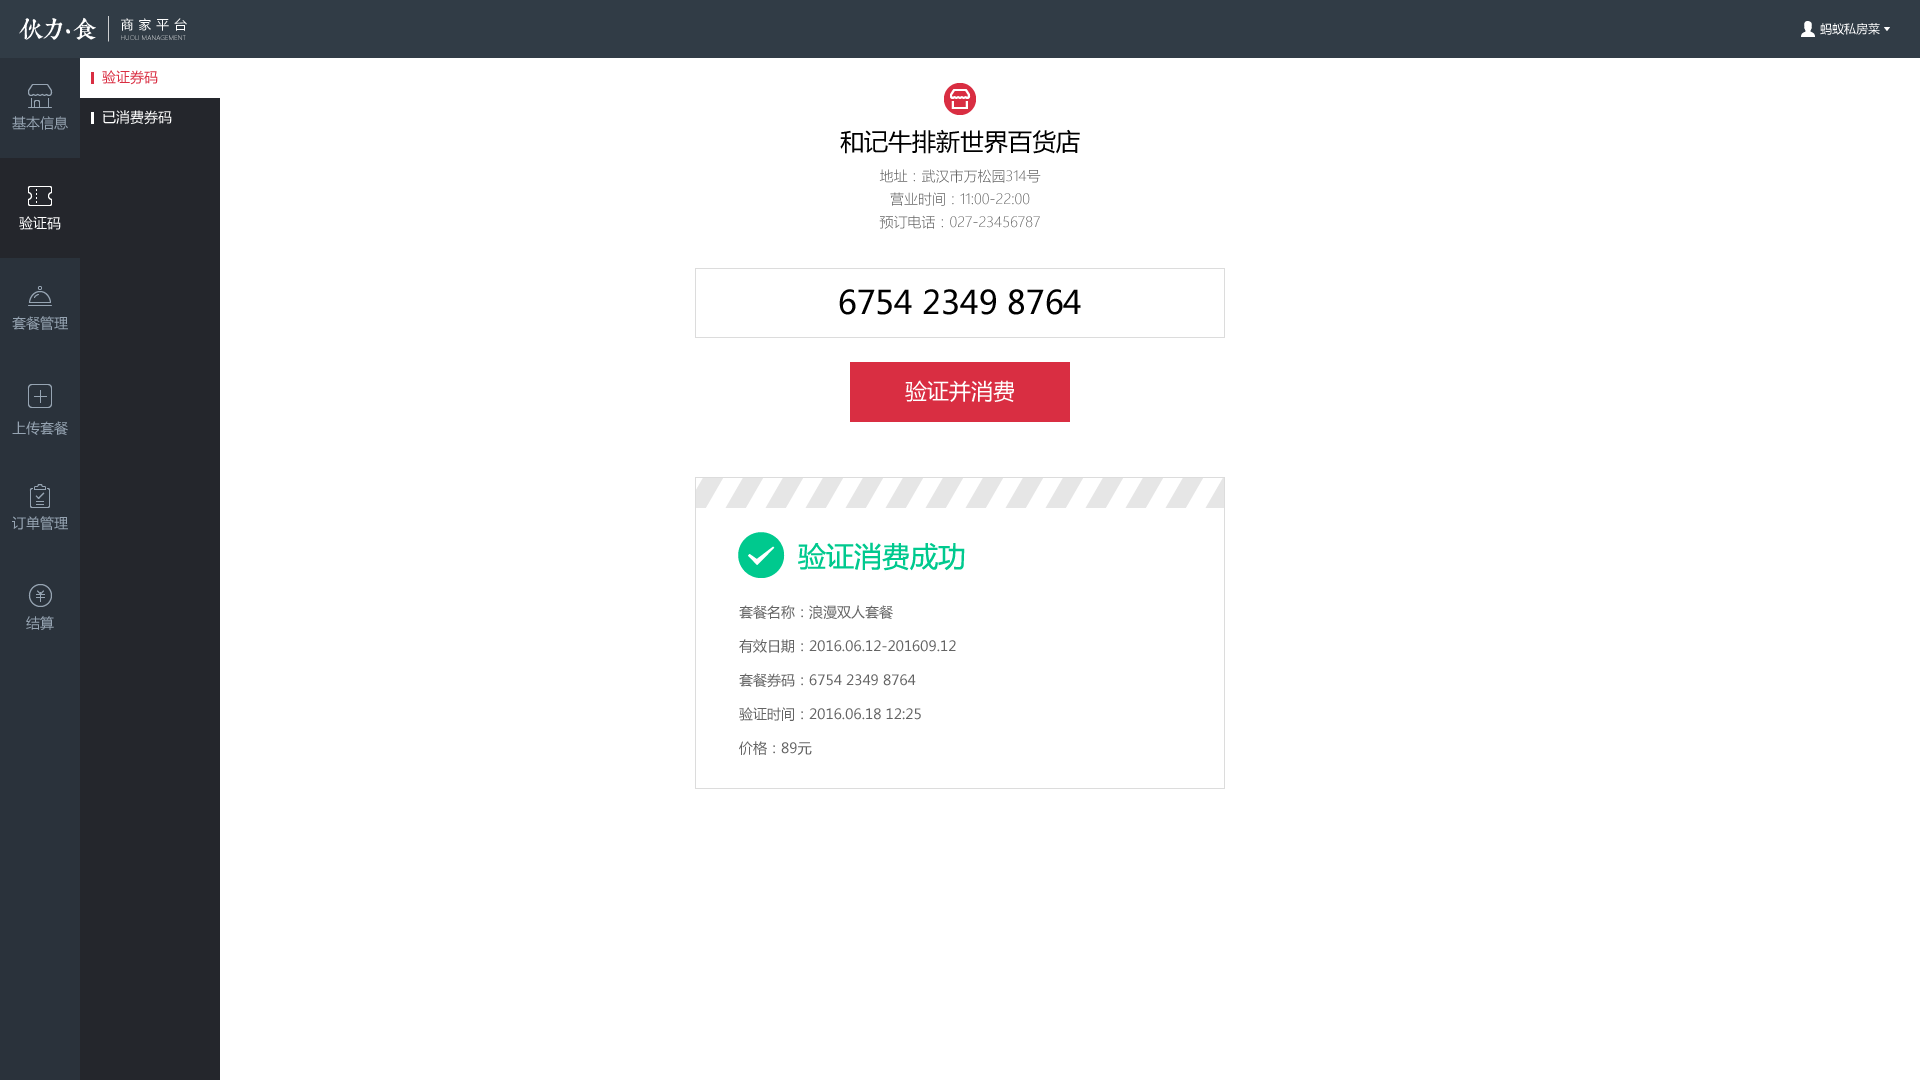 伙力·食
商家平台
HUOLI MANAGEMENT
蚂蚁私房菜
基本信息
验证码
套餐管理
上传套餐
订单管理
结算
验证券码
已消费券码
和记牛排新世界百货店
地址：武汉市万松园314号
营业时间：11:00-22:00
预订电话：027-23456787
6754 2349 8764
验证并消费
验证消费成功
套餐名称：浪漫双人套餐
有效日期：2016.06.12-201609.12
套餐券码：6754 2349 8764
验证时间：2016.06.18 12:25
价格：89元